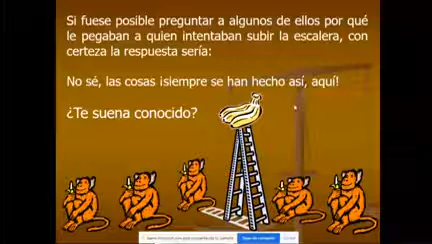 Si fuese posible preguntar a algunos de ellos por qué
le pegaban a quien intentaban subir la escalera, con
certeza la respuesta sería:
No sé, las cosas ¡siempre se han hecho así, aquí!
¿Te suena conocido?